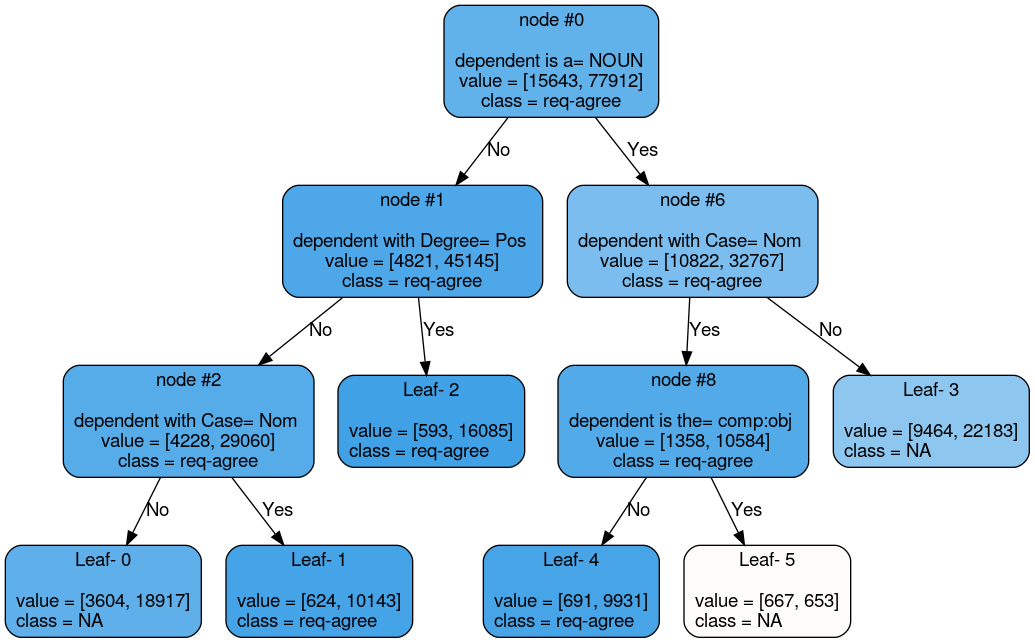 node #0
dependent is a= NOUN
value = [15643, 77912]
class = req-agree
No
Yes
node #1
dependent with Degree= Pos
value = [4821, 45145]
class = req-agree
node #6
dependent with Case= Nom
value = [10822, 32767]
class = req-agree
No
Yes
Yes
No
node #2
dependent with Case= Nom
value = [4228, 29060]
class = req-agree
Leaf- 2
value = [593, 16085]
class = req-agree
node #8
dependent is the= comp:obj
value = [1358, 10584]
class = req-agree
Leaf- 3
value = [9464, 22183]
class = NA
No
Yes
No
Yes
Leaf- 0
value = [3604, 18917]
class = NA
Leaf- 1
value = [624, 10143]
class = req-agree
Leaf- 4
value = [691, 9931]
class = req-agree
Leaf- 5
value = [667, 653]
class = NA